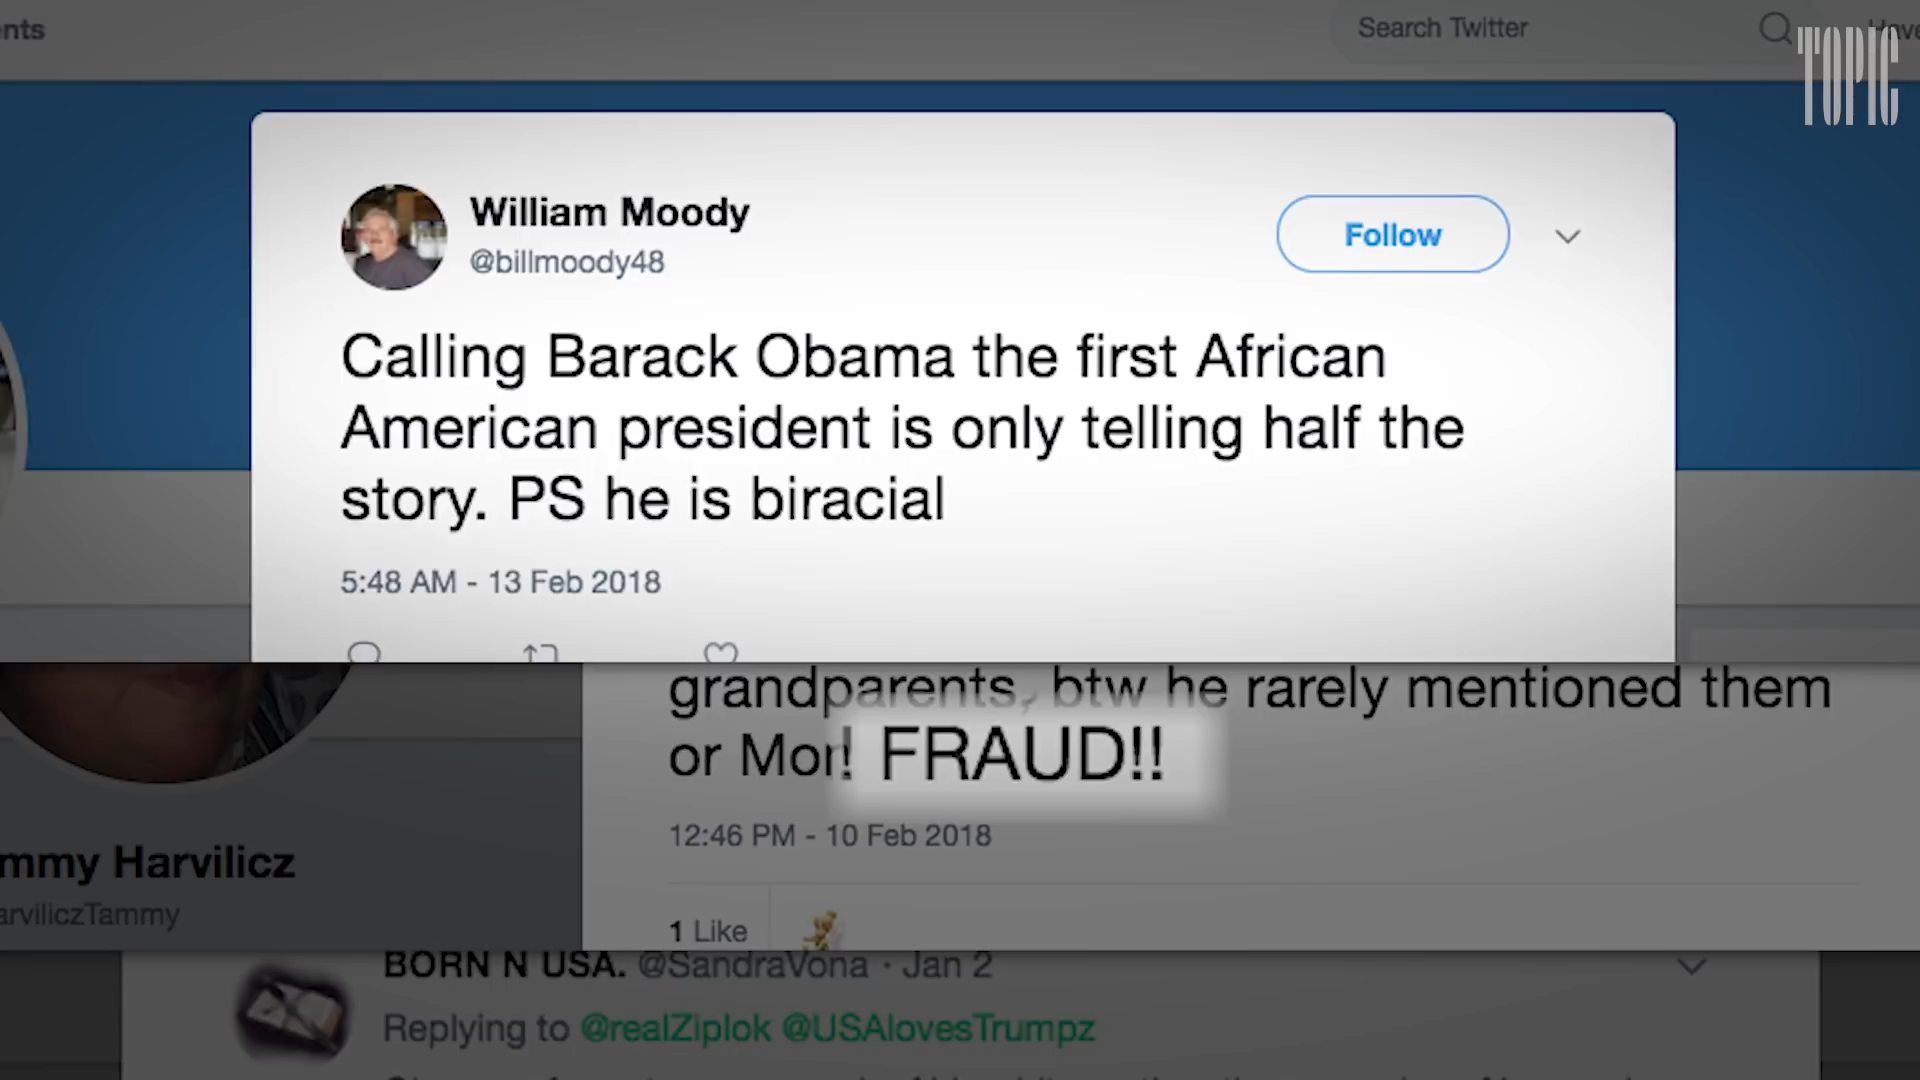 nts
Search Twitter
Have
TOPIC
William Moody
@billmoody48
Follow
Calling Barack Obama the first African
American president is only telling half the
story. PS he is biracial
5:48 AM - 13 Feb 2018
grandparents, btw he rarely mentioned them
or Mom! FRAUD!!
12:46 PM - 10 Feb 2018
mmy Harvilicz
arviliczTammy
1 Like
BORN N USA. @SandraVona · Jan 2
Replying to @realZiplok @USAlovesTrumpz